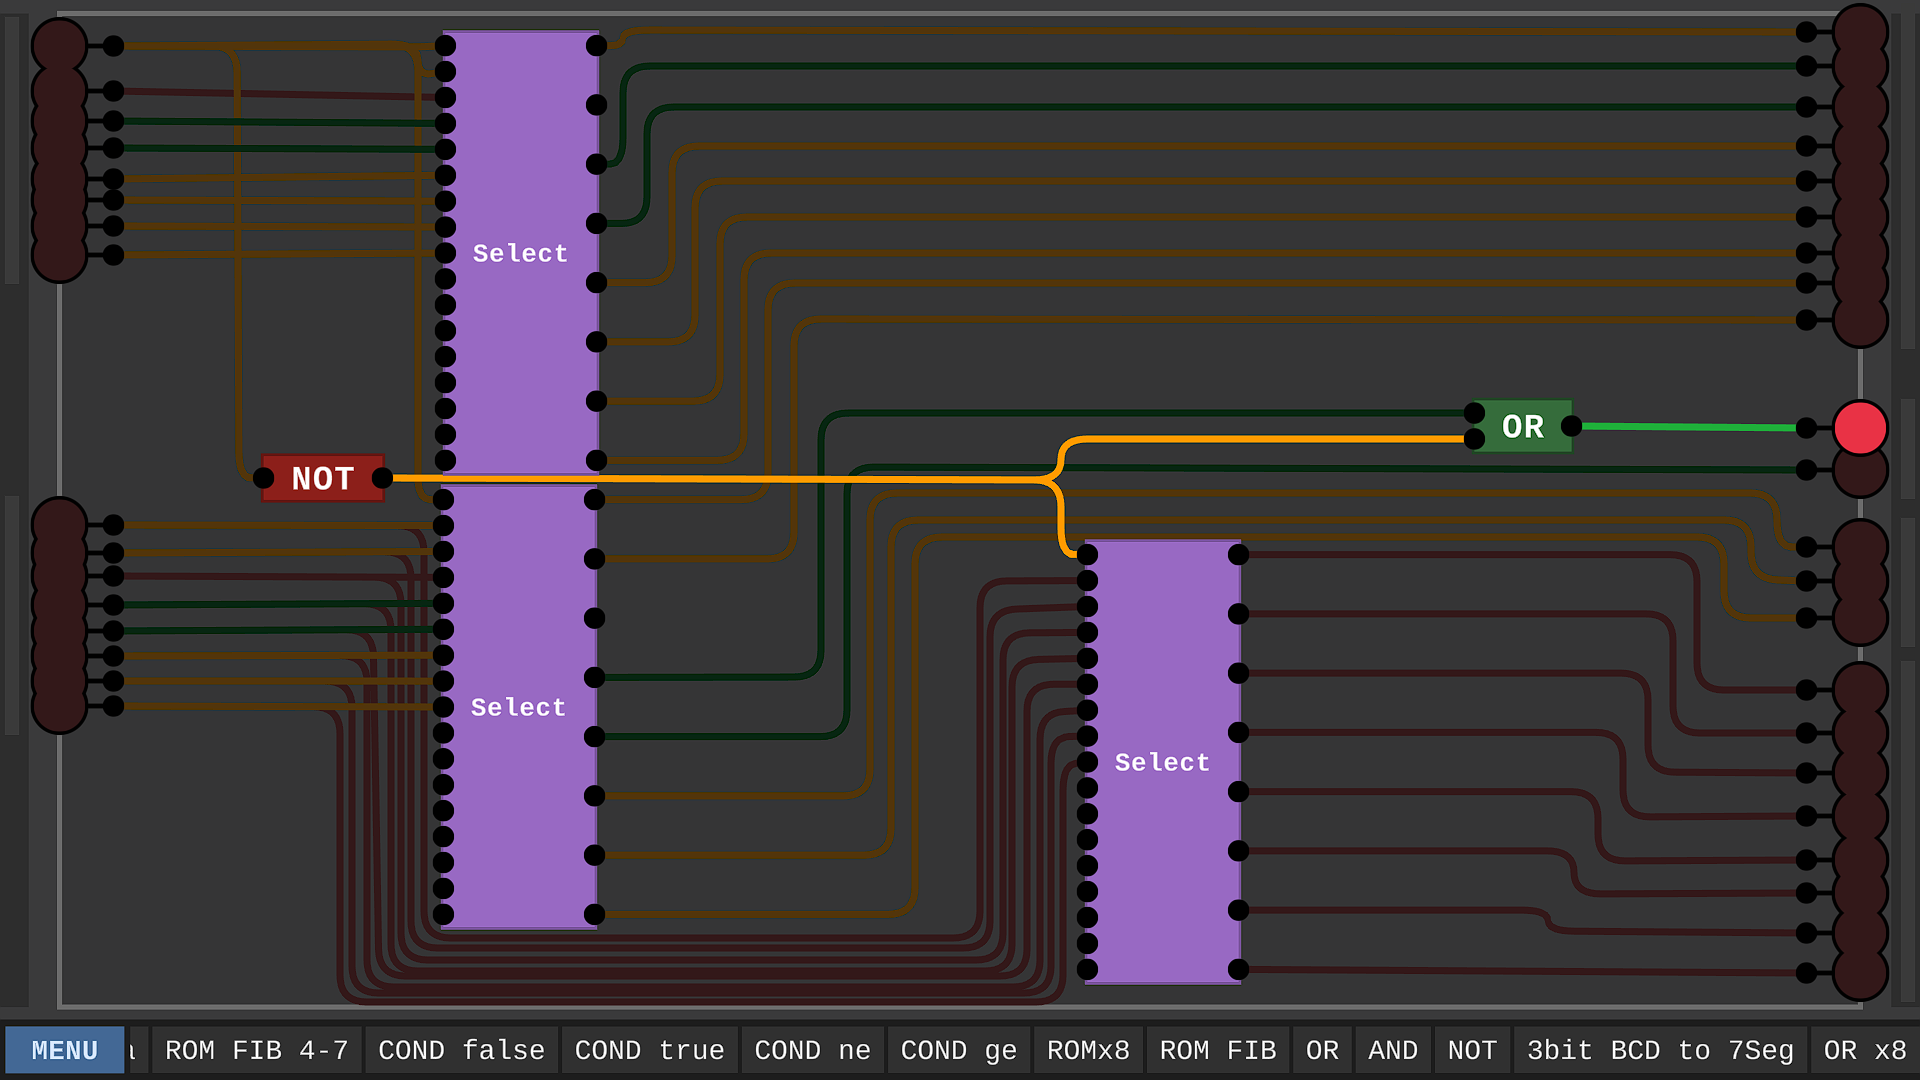 Select
OR
NOT
Select
Select
MENU ROM FIB 4-7 COND false COND true COND ne COND ge ROMx8 ROM FIB OR AND NOT 3bit BCD to 7Seg OR x8